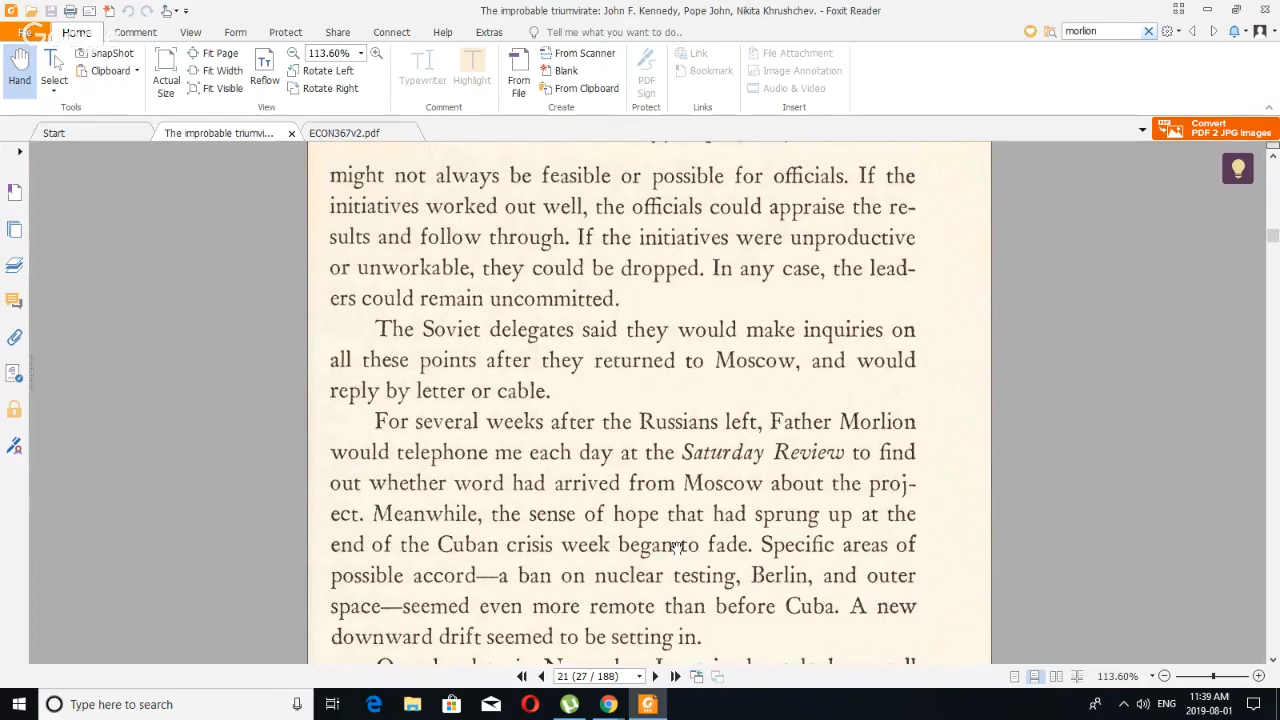 The improbable triumvirate: John F. Kennedy, Pope John, Nikita Khrushchev. - Foxit Reader
File Home Comment View Form Protect Share Connect Help Extras Tell me what you want to do... morlion
Hand
Select
SnapShot
Clipboard
Actual Size
Fit Page
Fit Width
Fit Visible
Reflow
113.60%
Rotate Left
Rotate Right
Typewriter
Highlight
From File
From Scanner
Blank
From Clipboard
PDF Sign
Link
Bookmark
File Attachment
Image Annotation
Audio & Video
Tools View Comment Create Protect Links Insert
Start The improbable triumvi... ECON367v2.pdf
Convert
PDF 2 JPG Images
might not always be feasible or possible for officials. If the
initiatives worked out well, the officials could appraise the re-
sults and follow through. If the initiatives were unproductive
or unworkable, they could be dropped. In any case, the lead-
ers could remain uncommitted.
The Soviet delegates said they would make inquiries on
all these points after they returned to Moscow, and would
reply by letter or cable.
For several weeks after the Russians left, Father Morlion
would telephone me each day at the Saturday Review to find
out whether word had arrived from Moscow about the proj-
ect. Meanwhile, the sense of hope that had sprung up at the
end of the Cuban crisis week began to fade. Specific areas of
possible accord—a ban on nuclear testing, Berlin, and outer
space—seemed even more remote than before Cuba. A new
downward drift seemed to be setting in.
21 (27 / 188)
113.60%
Type here to search
ENG
11:39 AM
2019-08-01